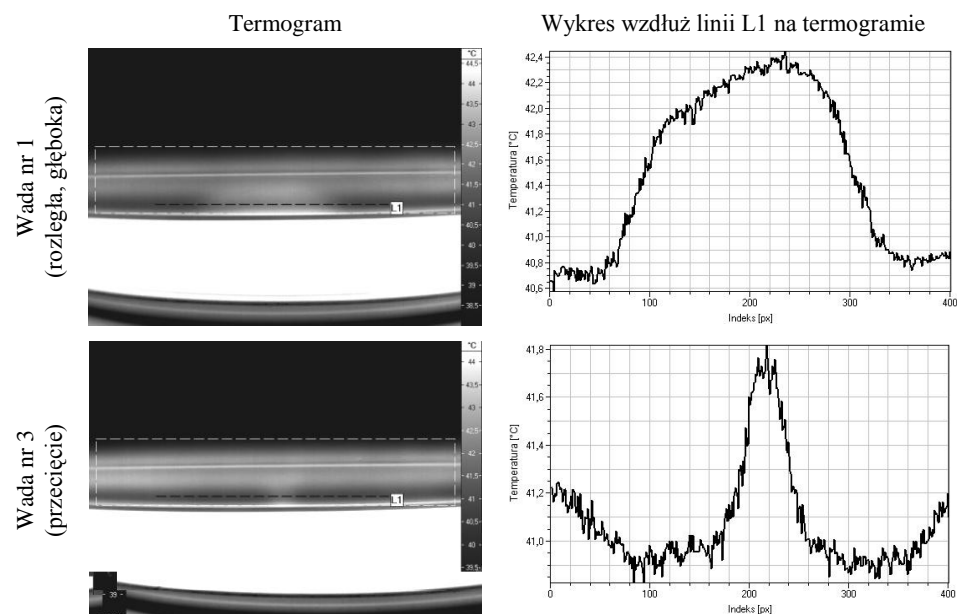 Termogram
Wykres wzdłuż linii L1 na termogramie
Wada nr 1
(rozległa, głęboka)
°C
44,5
44
43,5
43
42,5
42
41,5
41
40,5
40
39,5
39
38,5
L1
Temperatura [°C]
42,4
42,2
42,0
41,8
41,6
41,4
41,2
41,0
40,8
40,6
0 100 200 300 400
Indeks [px]
Wada nr 3
(przecięcie)
°C
44
43,5
43
42,5
42
41,5
41
40,5
40
39,5
L1
39
Temperatura [°C]
41,8
41,6
41,4
41,2
41,0
0 100 200 300 400
Indeks [px]